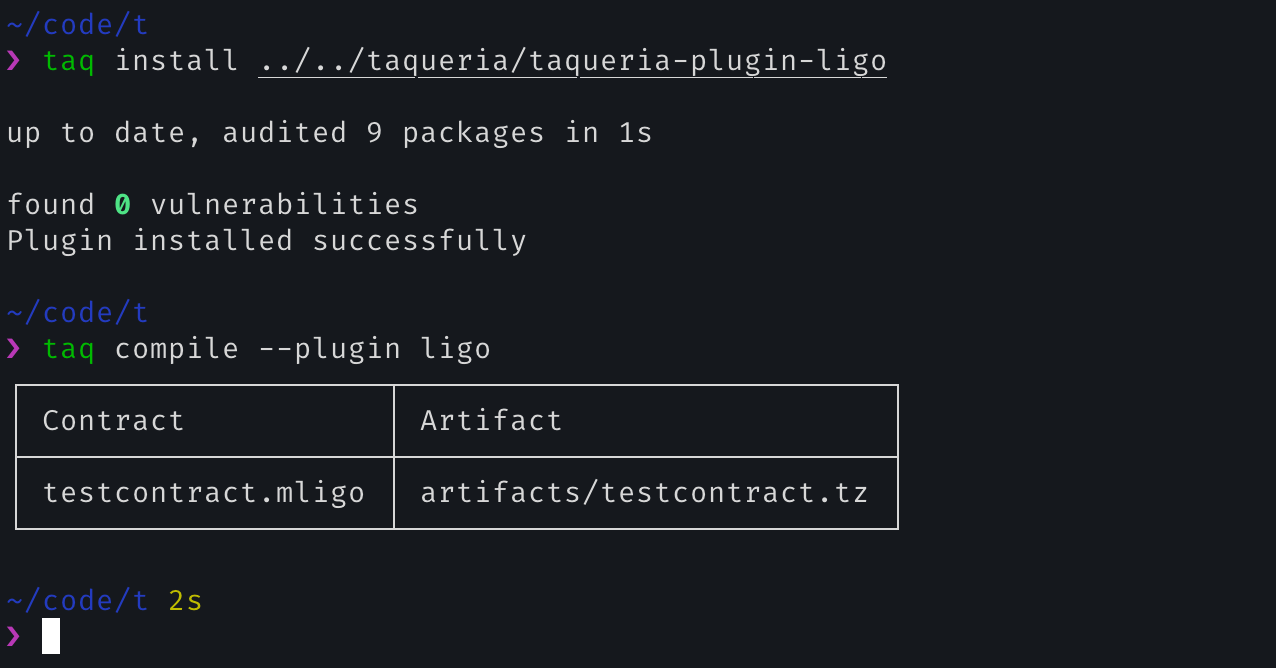 ~/code/t
❯ taq install ../../taqueria/taqueria-plugin-ligo
up to date, audited 9 packages in 1s
found 0 vulnerabilities
Plugin installed successfully
~/code/t
❯ taq compile --plugin ligo
Contract Artifact
testcontract.mligo artifacts/testcontract.tz
~/code/t 2s
❯